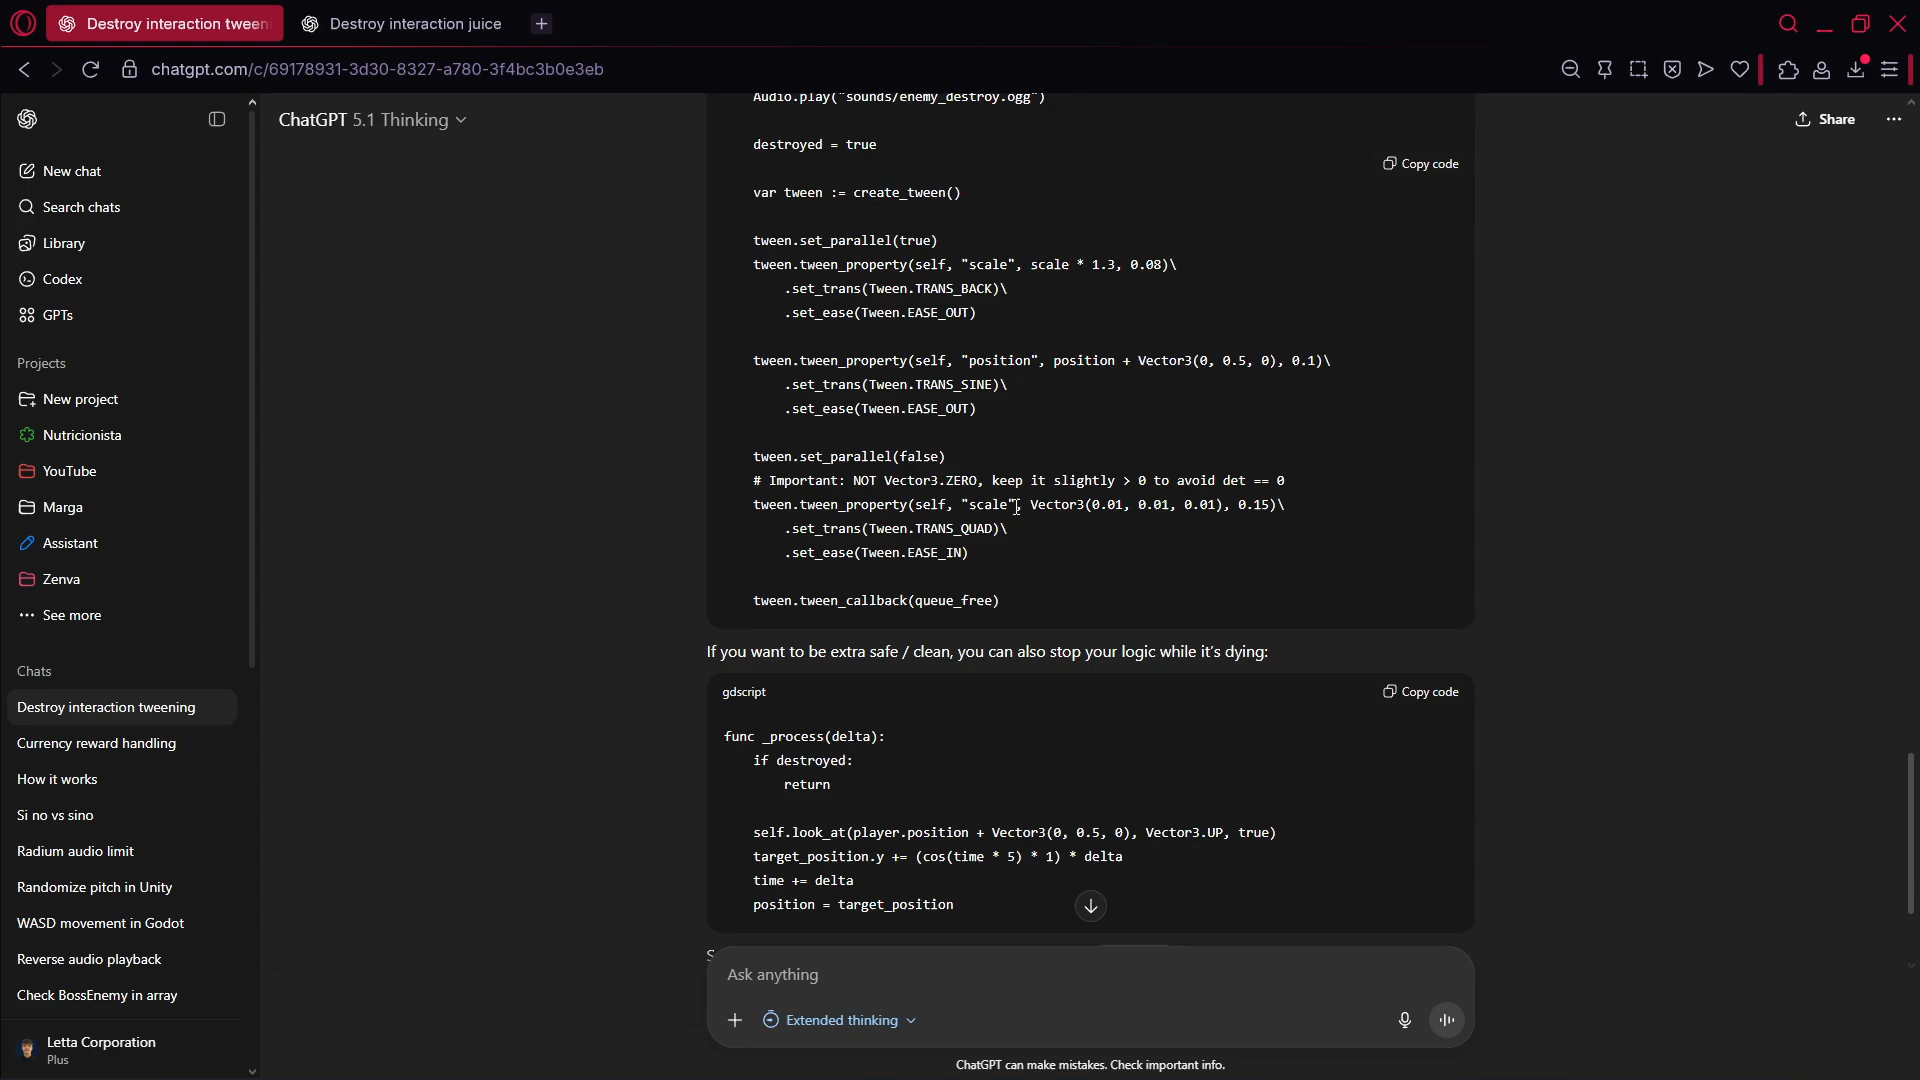 Destroy interaction tween
Destroy interaction juice
chatgpt.com/c/69178931-3d30-8327-a780-3f4bc3b0e3eb
ChatGPT 5.1 Thinking
Share
New chat
Search chats
Library
Codex
GPTs
Projects
New project
Nutricionista
YouTube
Marga
Assistant
Zenva
See more
Chats
Destroy interaction tweening
Currency reward handling
How it works
Si no vs sino
Radium audio limit
Randomize pitch in Unity
WASD movement in Godot
Reverse audio playback
Check BossEnemy in array
Letta Corporation
Plus
Audio.play("sounds/enemy_destroy.ogg")
destroyed = true
Copy code
var tween := create_tween()
tween.set_parallel(true)
tween.tween_property(self, "scale", scale * 1.3, 0.08)\
.set_trans(Tween.TRANS_BACK)\
.set_ease(Tween.EASE_OUT)
tween.tween_property(self, "position", position + Vector3(0, 0.5, 0), 0.1)\
.set_trans(Tween.TRANS_SINE)\
.set_ease(Tween.EASE_OUT)
tween.set_parallel(false)
# Important: NOT Vector3.ZERO, keep it slightly > 0 to avoid det == 0
tween.tween_property(self, "scale", Vector3(0.01, 0.01, 0.01), 0.15)\
.set_trans(Tween.TRANS_QUAD)\
.set_ease(Tween.EASE_IN)
tween.tween_callback(queue_free)
If you want to be extra safe / clean, you can also stop your logic while it's dying:
gdscript
Copy code
func _process(delta):
if destroyed:
return
self.look_at(player.position + Vector3(0, 0.5, 0), Vector3.UP, true)
target_position.y += (cos(time * 5) * 1) * delta
time += delta
position = target_position
Ask anything
Extended thinking
ChatGPT can make mistakes. Check important info.